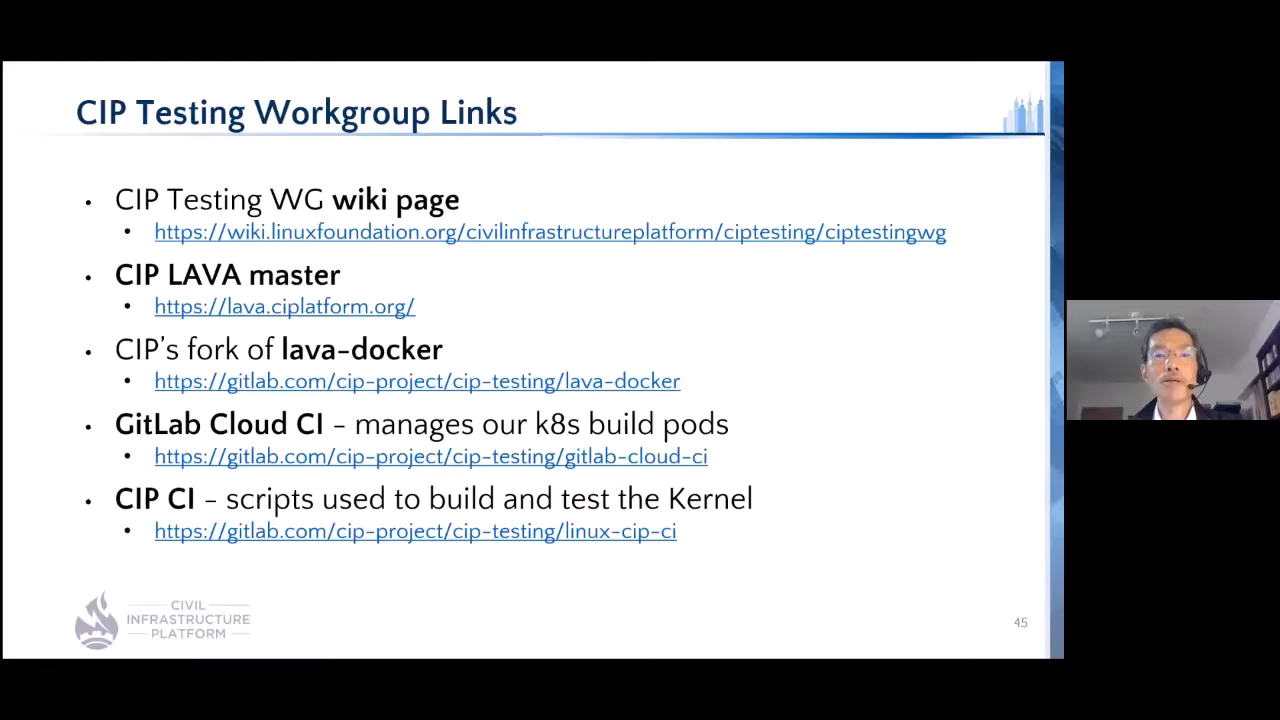 CIP Testing Workgroup Links
• CIP Testing WG wiki page
• https://wiki.linuxfoundation.org/civilinfrastructureplatform/ciptesting/ciptestingwg
• CIP LAVA master
• https://lava.ciplatform.org/
• CIP’s fork of lava-docker
• https://gitlab.com/cip-project/cip-testing/lava-docker
• GitLab Cloud CI – manages our k8s build pods
• https://gitlab.com/cip-project/cip-testing/gitlab-cloud-ci
• CIP CI – scripts used to build and test the Kernel
• https://gitlab.com/cip-project/cip-testing/linux-cip-ci
CIVIL
INFRASTRUCTURE
PLATFORM
45